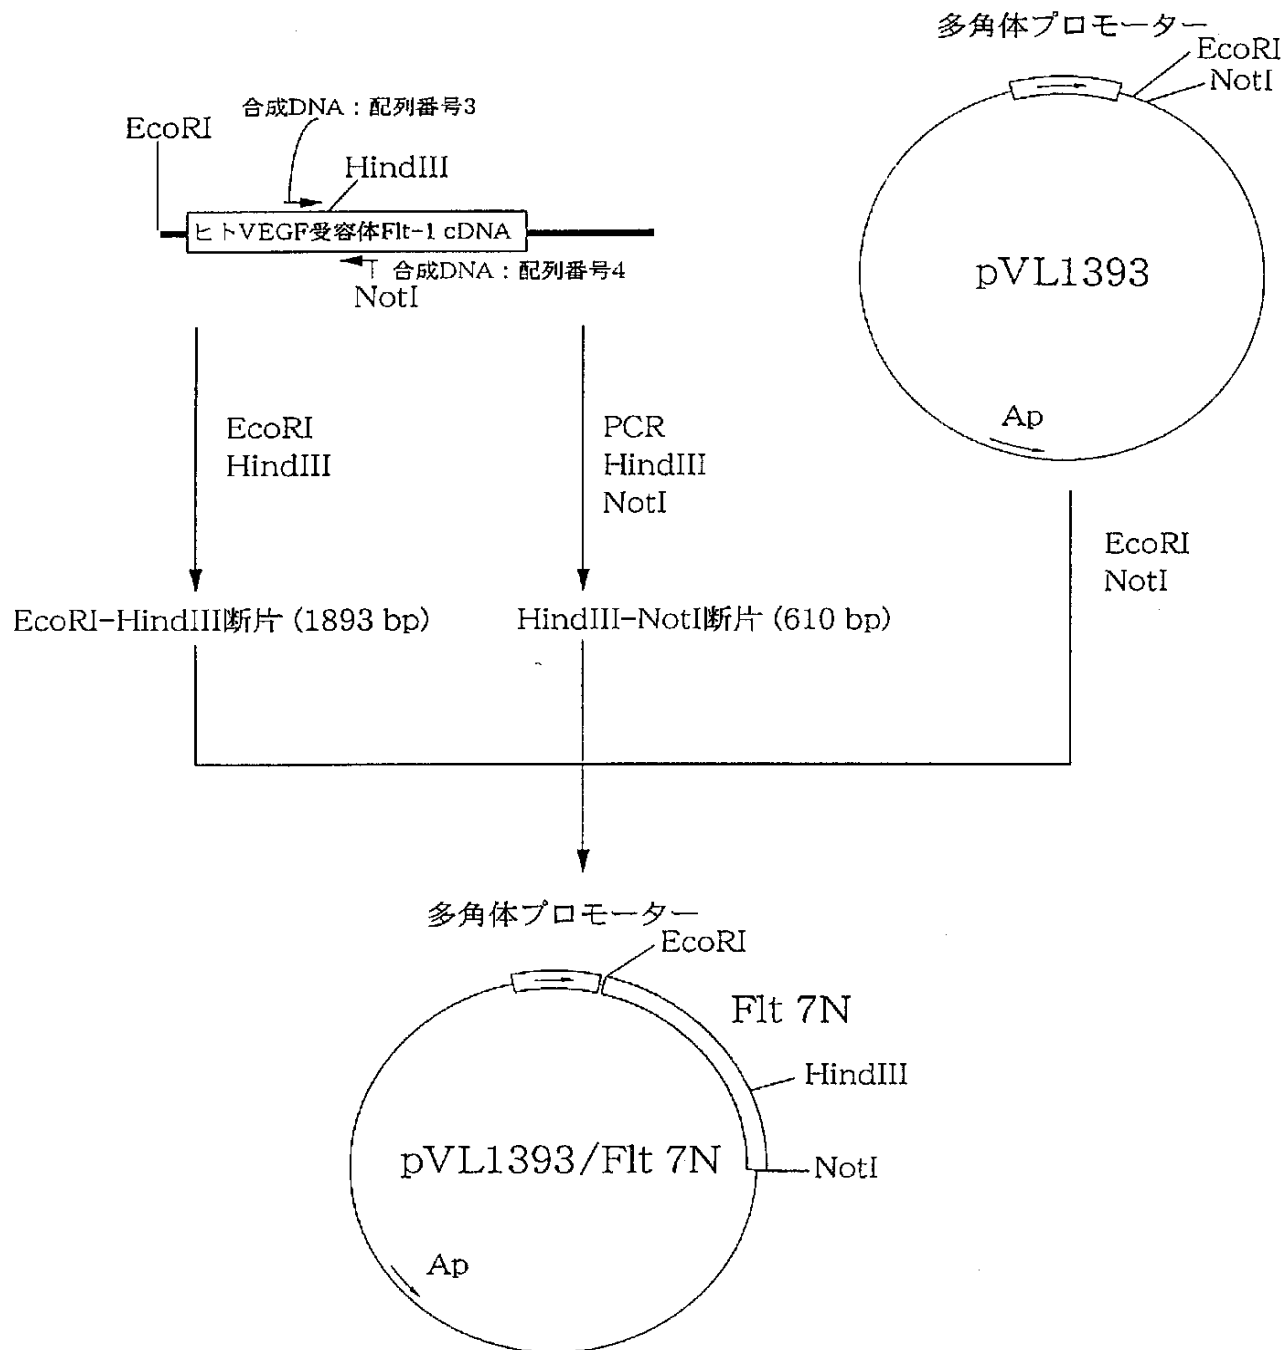 多角体プロモーター
EcoRI
NotI
合成DNA：配列番号3
EcoRI
HindIII
ヒトVEGF受容体Flt-1 cDNA
合成DNA：配列番号4
NotI
pVL1393
Ap
EcoRI
HindIII
PCR
HindIII
NotI
EcoRI
NotI
EcoRI-HindIII断片 (1893 bp)
HindIII-NotI断片 (610 bp)
多角体プロモーター
EcoRI
Flt 7N
HindIII
pVL1393/Flt 7N
NotI
Ap